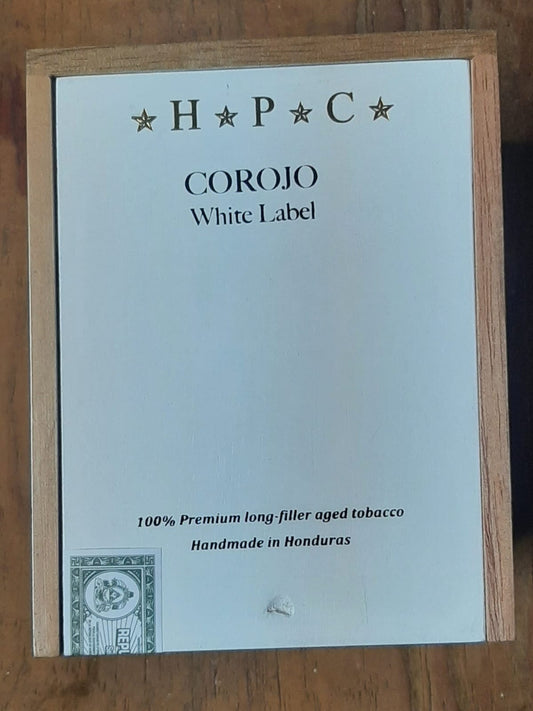 H P C
COROJO
White Label
100% Premium long-filler aged tobacco
Handmade in Honduras